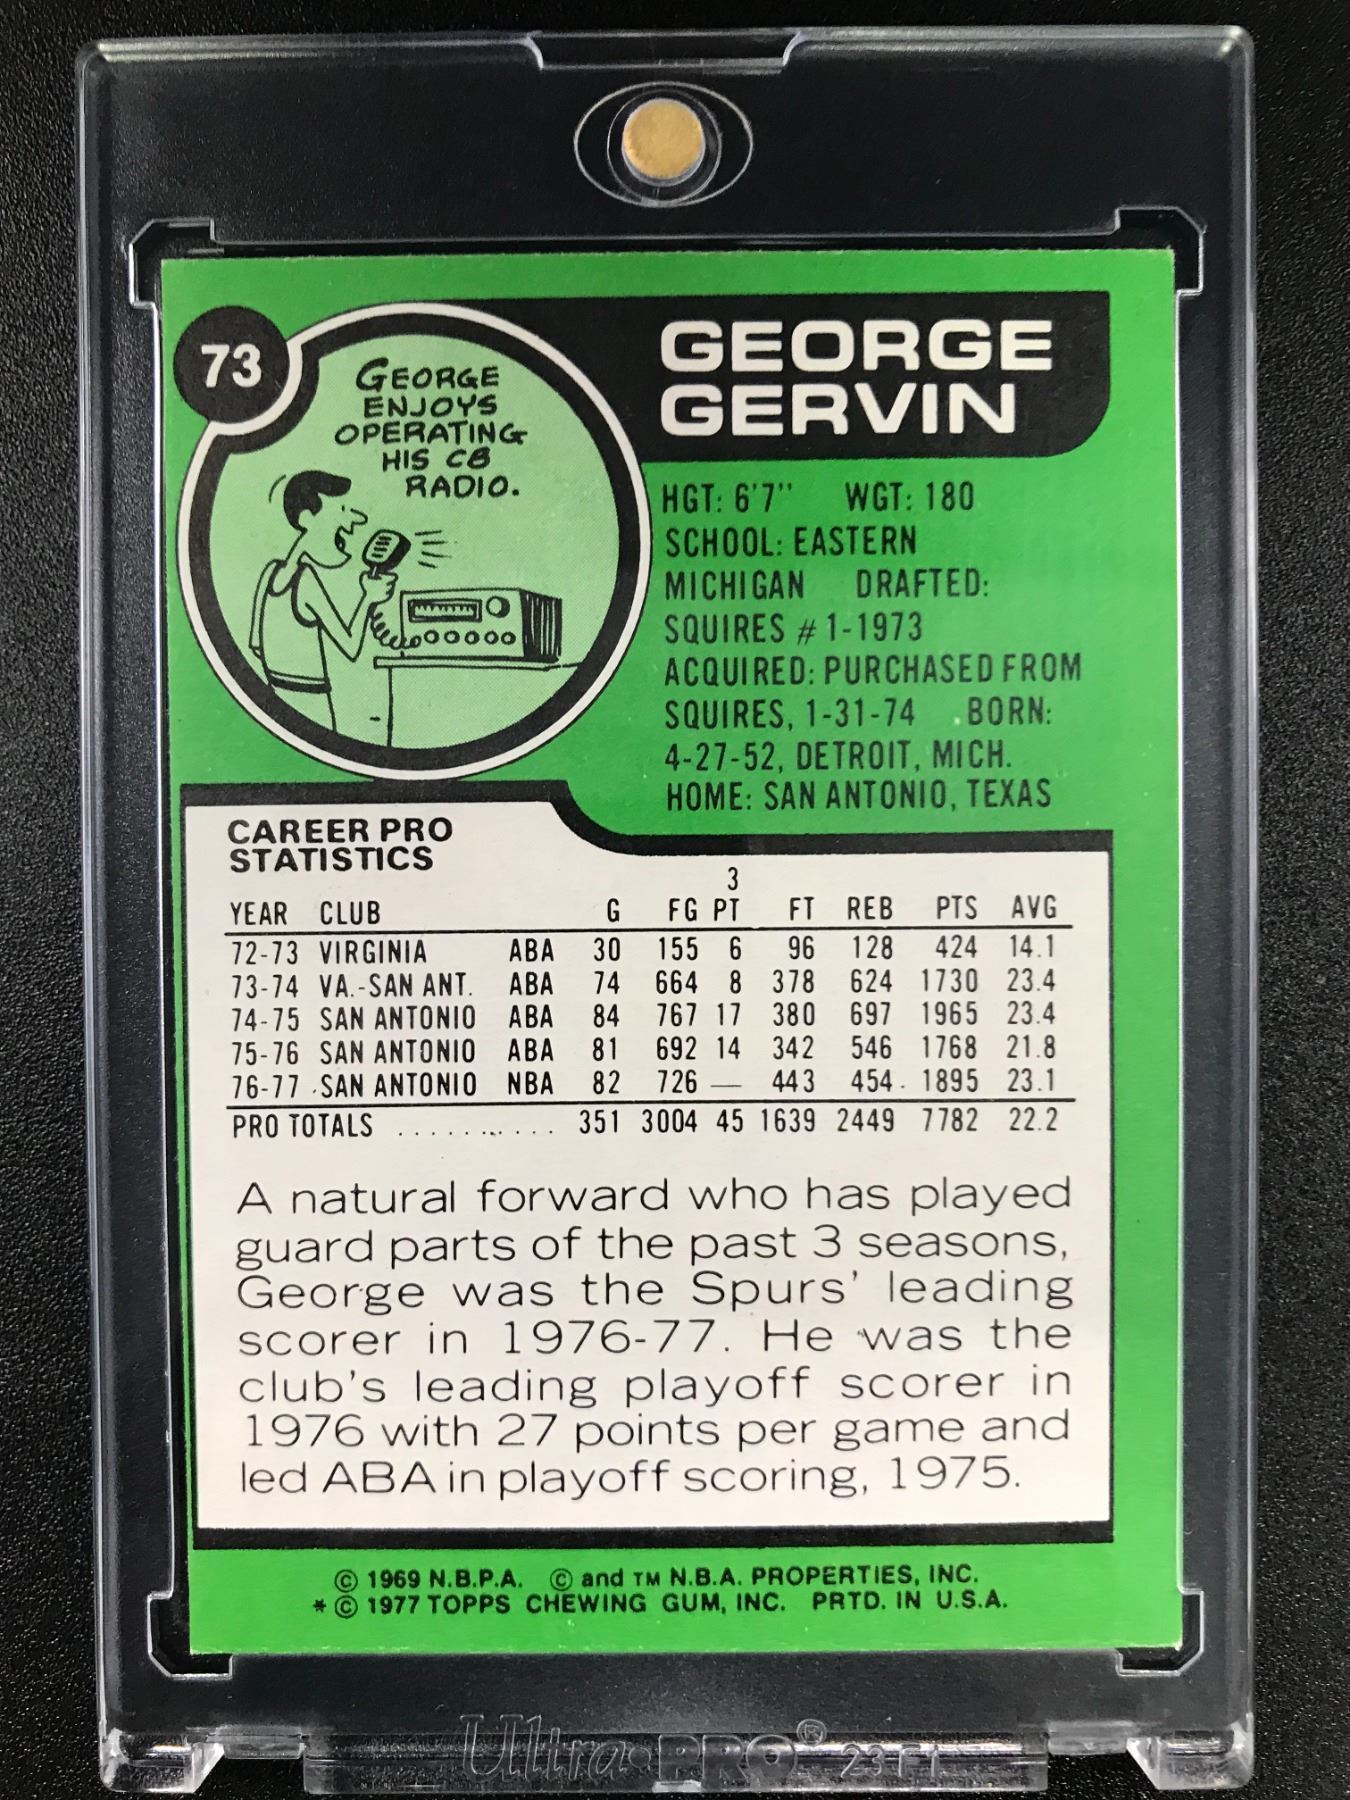 73
GEORGE
ENJOYS
OPERATING
HIS CB
RADIO.
GEORGE
GERVIN
HGT: 6'7" WGT: 180
SCHOOL: EASTERN
MICHIGAN DRAFTED:
SQUIRES #1-1973
ACQUIRED: PURCHASED FROM
SQUIRES, 1-31-74 BORN:
4-27-52, DETROIT, MICH.
HOME: SAN ANTONIO, TEXAS
CAREER PRO
STATISTICS
3
YEAR CLUB G FG PT FT REB PTS AVG
72-73 VIRGINIA ABA 30 155 6 96 128 424 14.1
73-74 VA.-SAN ANT. ABA 74 664 8 378 624 1730 23.4
74-75 SAN ANTONIO ABA 84 767 17 380 697 1965 23.4
75-76 SAN ANTONIO ABA 81 692 14 342 546 1768 21.8
76-77 SAN ANTONIO NBA 82 726 — 443 454 1895 23.1
PRO TOTALS .......... 351 3004 45 1639 2449 7782 22.2
A natural forward who has played
guard parts of the past 3 seasons,
George was the Spurs' leading
scorer in 1976-77. He was the
club's leading playoff scorer in
1976 with 27 points per game and
led ABA in playoff scoring, 1975.
© 1969 N.B.P.A. © and TM N.B.A. PROPERTIES, INC.
* © 1977 TOPPS CHEWING GUM, INC. PRTD. IN U.S.A.
Ultra•PRO® 23F1